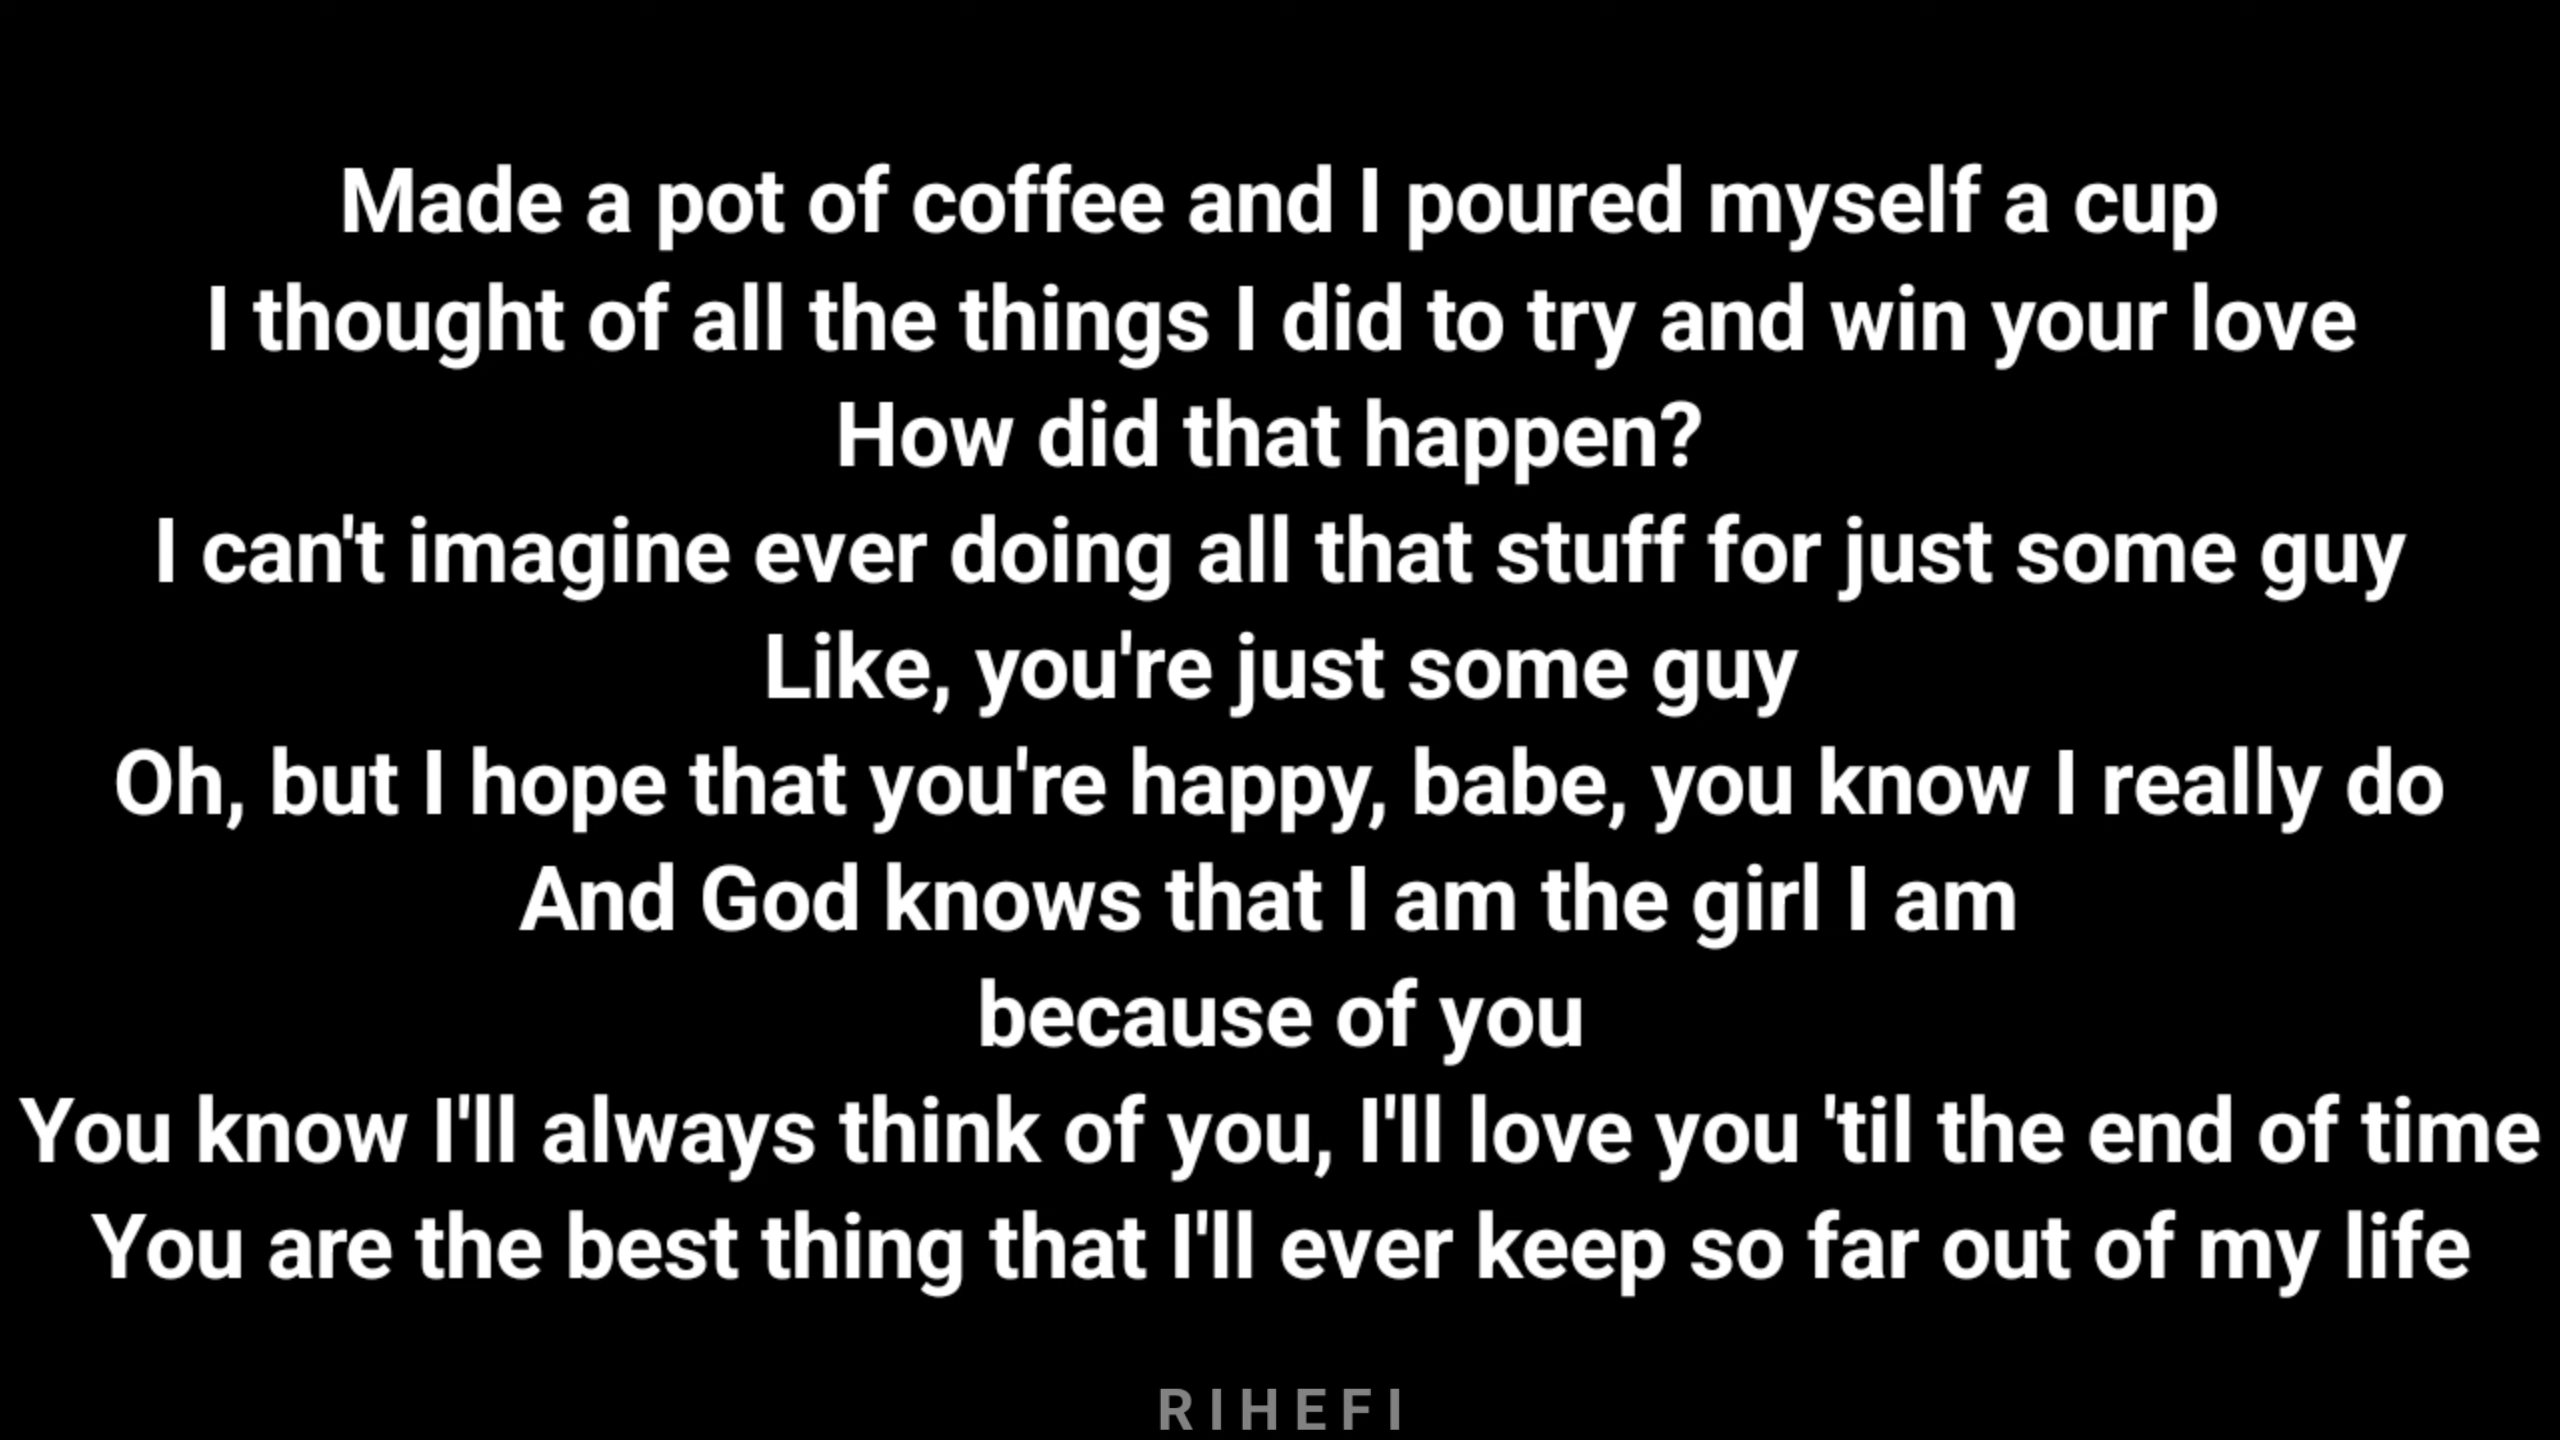 Made a pot of coffee and I poured myself a cup
I thought of all the things I did to try and win your love
How did that happen?
I can't imagine ever doing all that stuff for just some guy
Like, you're just some guy
Oh, but I hope that you're happy, babe, you know I really do
And God knows that I am the girl I am
because of you
You know I'll always think of you, I'll love you 'til the end of time
You are the best thing that I'll ever keep so far out of my life
RIHEFI